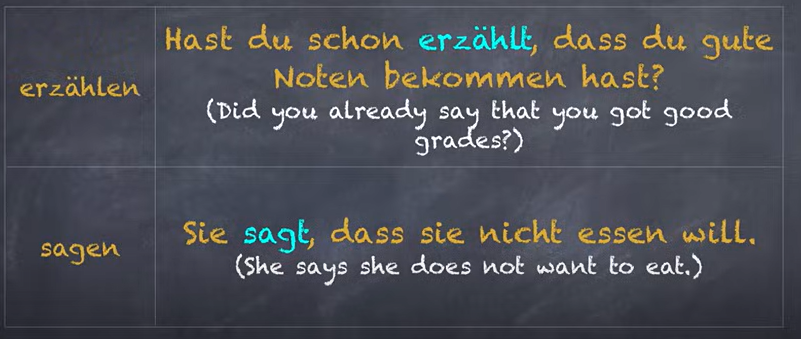 erzählen
Hast du schon erzählt, dass du gute
Noten bekommen hast?
(Did you already say that you got good
grades?)
sagen
Sie sagt, dass sie nicht essen will.
(She says she does not want to eat.)